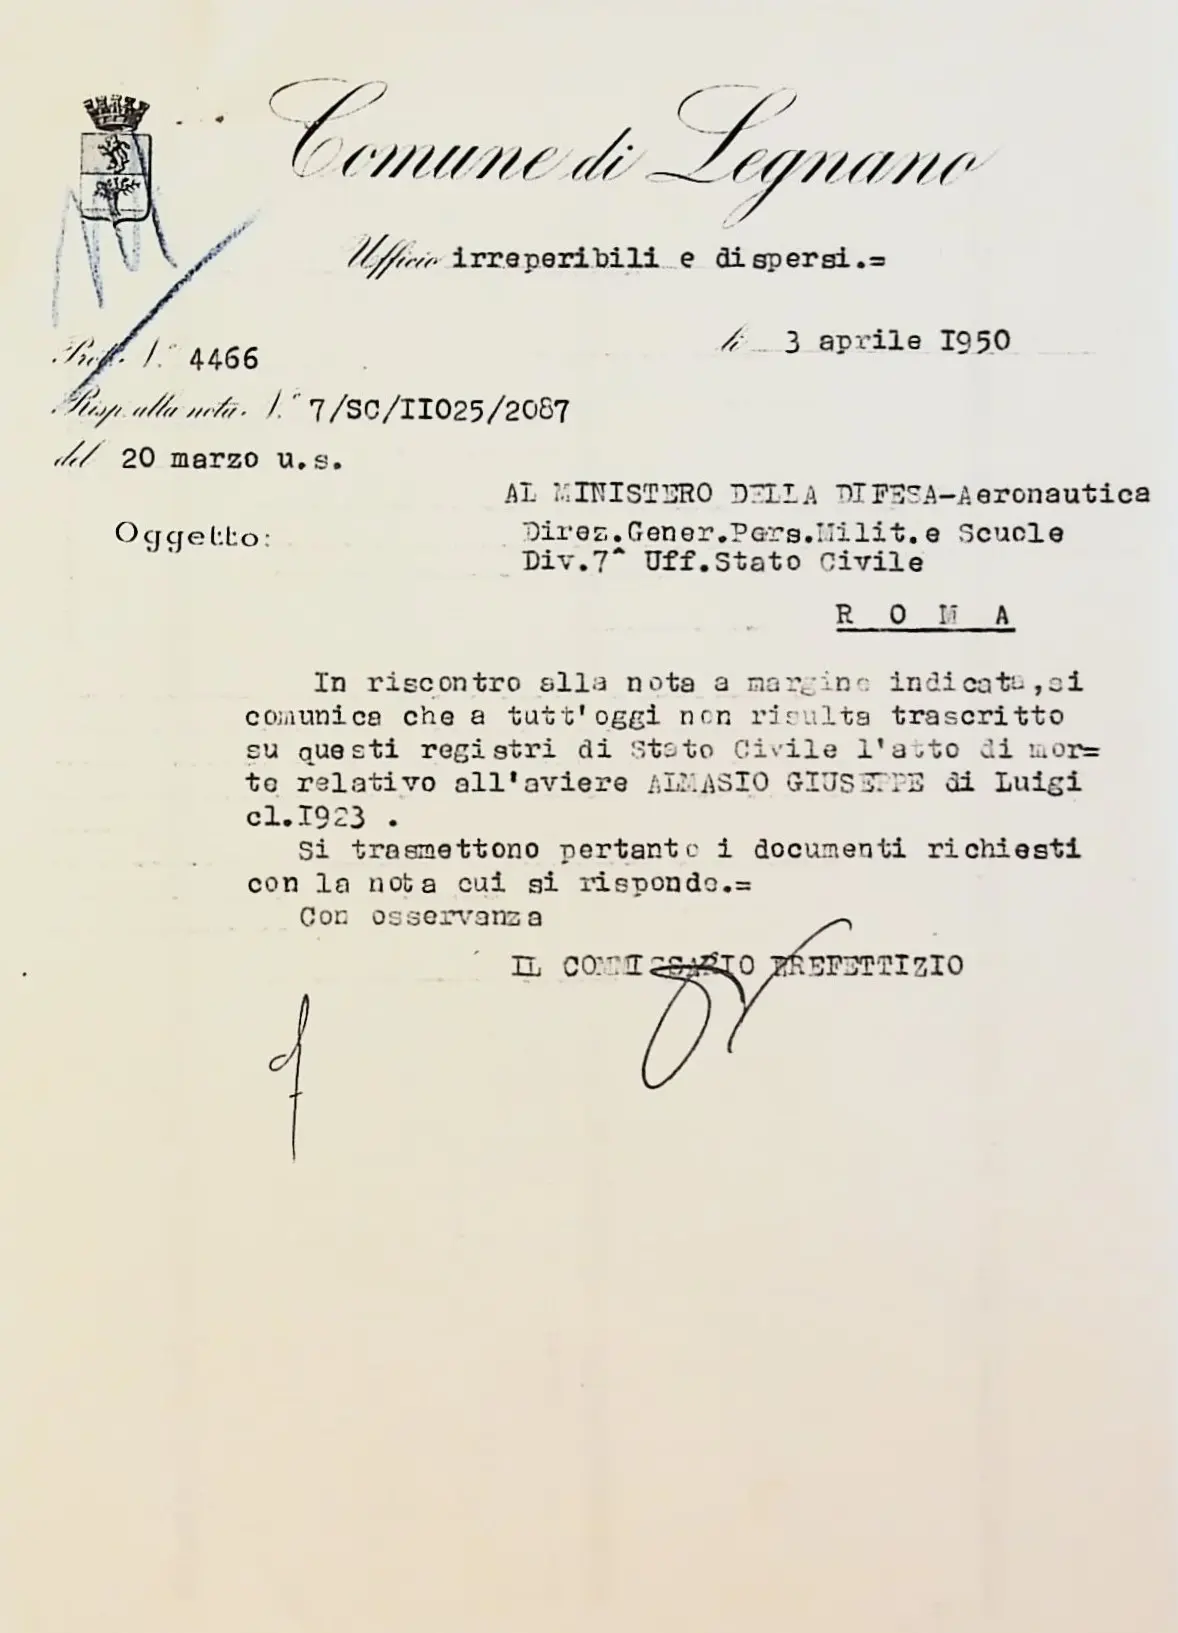 Comune di Legnano
Ufficio irreperibili e dispersi.=
li 3 aprile I950
Prot. N.° 4466
Risp. alla nota N.° 7/SC/II025/2087
del 20 marzo u.s.
AL MINISTERO DELLA DIFESA-Aeronautica
Oggetto:
Direz.Gener.Pers.Milit.e Scuole
Div.7^ Uff.Stato Civile
R O M A
In riscontro alla nota a margine indicata,si
comunica che a tutt'oggi non risulta trascritto
su questi registri di Stato Civile l'atto di mor=
te relativo all'aviere ALMASIO GIUSEPPE di Luigi
cl.I923 .
Si trasmettono pertanto i documenti richiesti
con la nota cui si risponde.=
Con osservanza
IL COMMISSARIO PREFETTIZIO